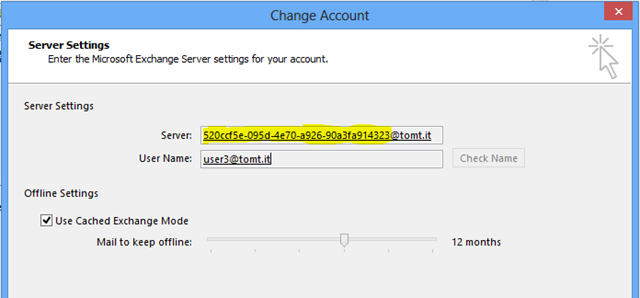 Change Account
Server Settings
Enter the Microsoft Exchange Server settings for your account.
Server Settings
Server: 520ccf5e-095d-4e70-a926-90a3fa914323@tomt.it
User Name: user3@tomt.it Check Name
Offline Settings
Use Cached Exchange Mode
Mail to keep offline: 12 months